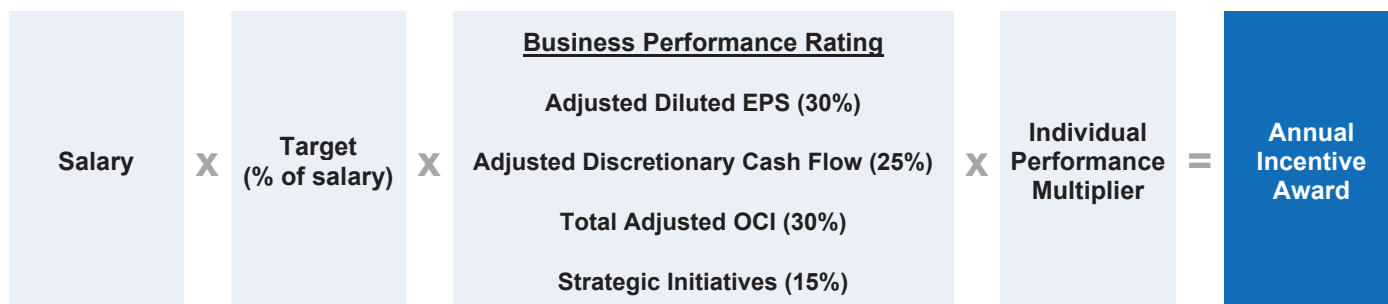 Salary
X
Target
(% of salary)
X
Business Performance Rating
Adjusted Diluted EPS (30%)
Adjusted Discretionary Cash Flow (25%)
Total Adjusted OCI (30%)
Strategic Initiatives (15%)
X
Individual
Performance
Multiplier
=
Annual
Incentive
Award